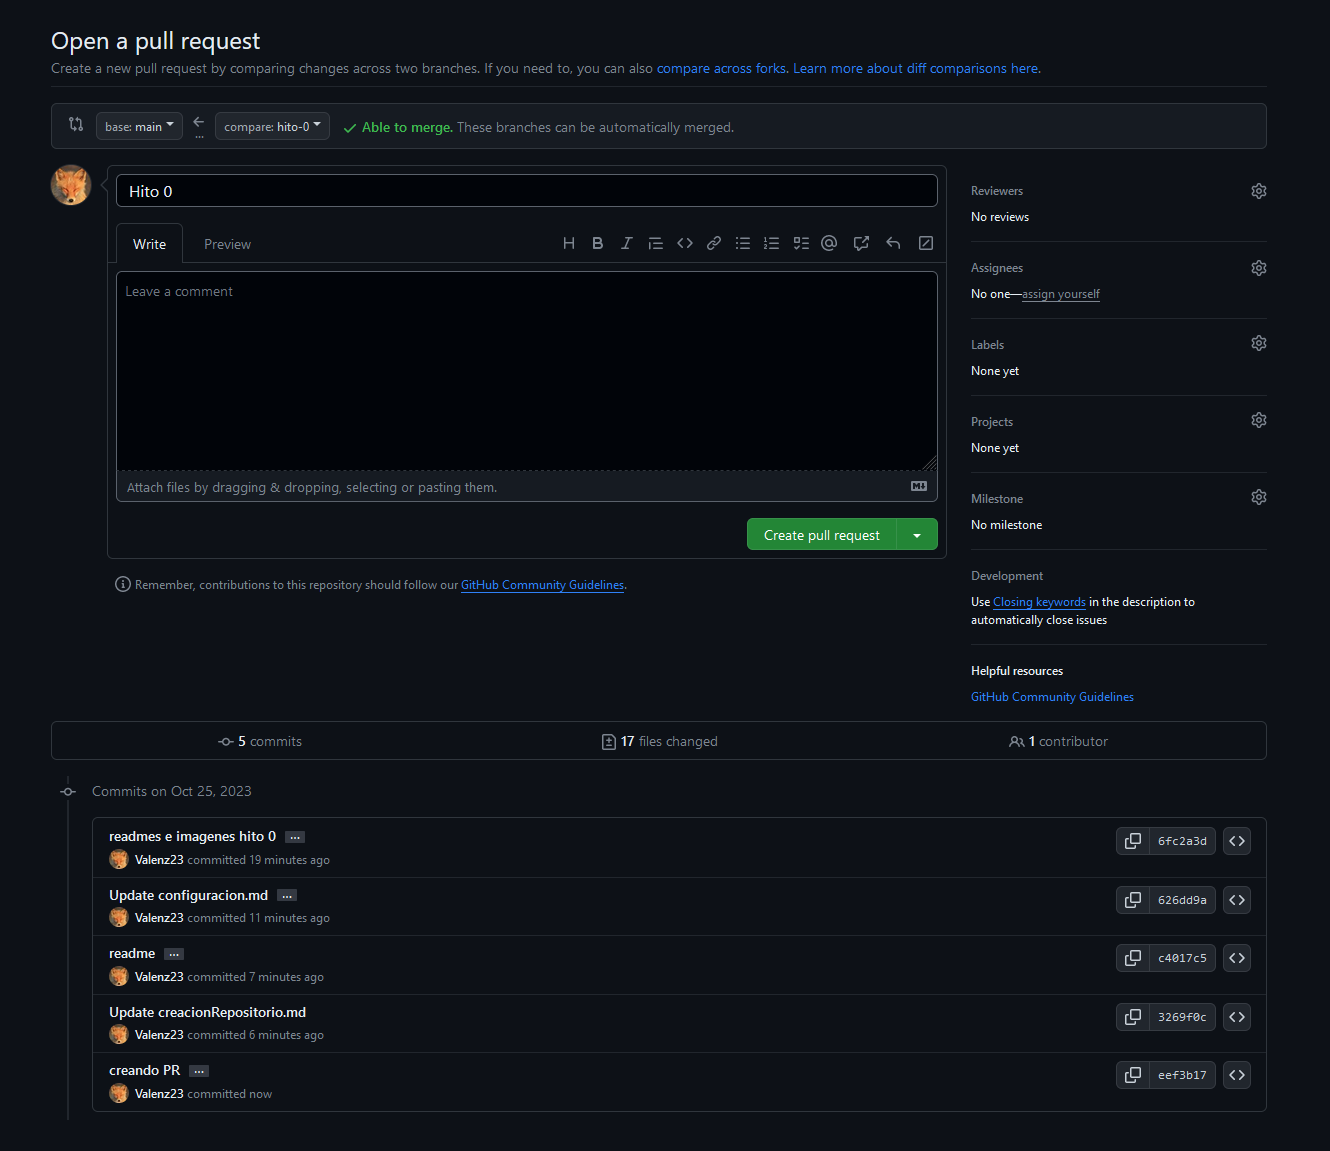 Open a pull request
Create a new pull request by comparing changes across two branches. If you need to, you can also compare across forks. Learn more about diff comparisons here.
base: main
...
compare: hito-0
Able to merge. These branches can be automatically merged.
Hito 0
Write
Preview
Leave a comment
Attach files by dragging & dropping, selecting or pasting them.
Create pull request
Remember, contributions to this repository should follow our GitHub Community Guidelines.
Reviewers
No reviews
Assignees
No one—assign yourself
Labels
None yet
Projects
None yet
Milestone
No milestone
Development
Use Closing keywords in the description to
automatically close issues
Helpful resources
GitHub Community Guidelines
5 commits
17 files changed
1 contributor
Commits on Oct 25, 2023
readmes e imagenes hito 0 ...
Valenz23 committed 19 minutes ago
6fc2a3d
Update configuracion.md ...
Valenz23 committed 11 minutes ago
626dd9a
readme ...
Valenz23 committed 7 minutes ago
c4017c5
Update creacionRepositorio.md
Valenz23 committed 6 minutes ago
3269f0c
creando PR ...
Valenz23 committed now
eef3b17